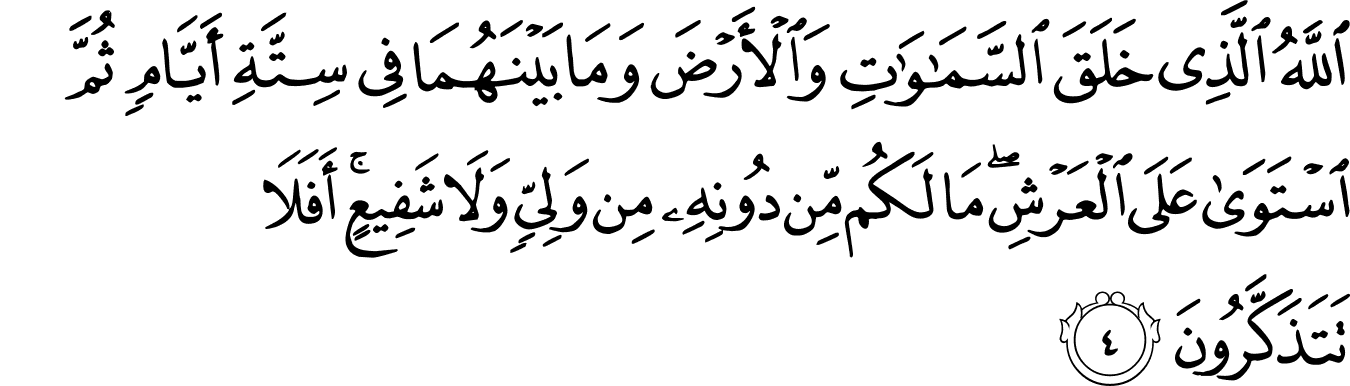 ٱللَّهُ ٱلَّذِى خَلَقَ ٱلسَّمَـٰوَٰتِ وَٱلْأَرْضَ وَمَا بَيْنَهُمَا فِى سِتَّةِ أَيَّامٍ ثُمَّ
ٱسْتَوَىٰ عَلَى ٱلْعَرْشِ ۖ مَا لَكُم مِّن دُونِهِۦ مِن وَلِىٍّ وَلَا شَفِيعٍ ۚ أَفَلَا
تَتَذَكَّرُونَ ٤